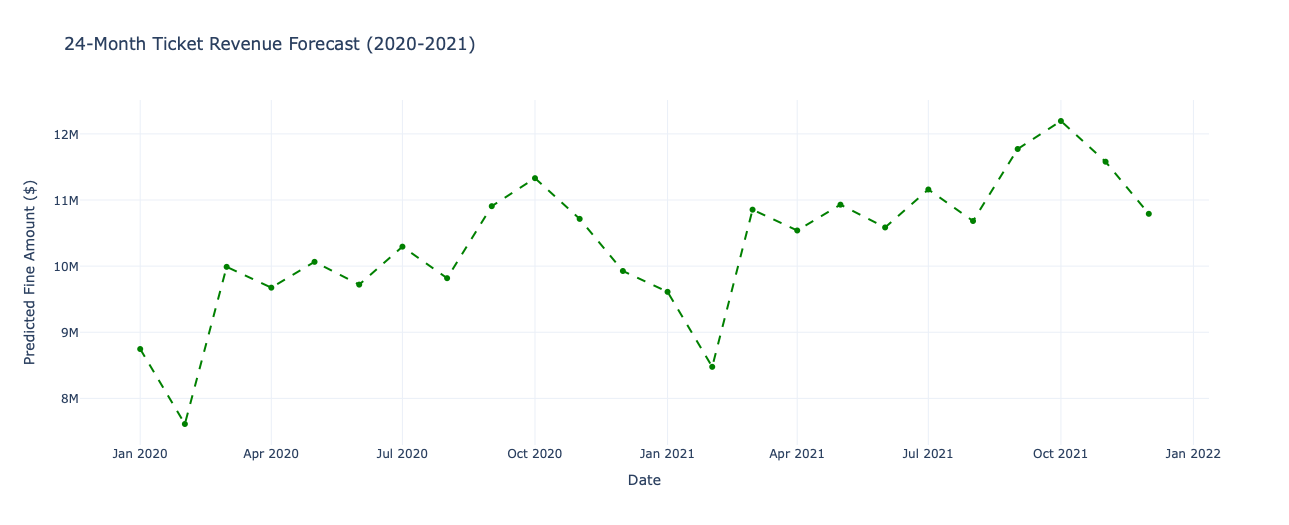 24-Month Ticket Revenue Forecast (2020-2021)
Predicted Fine Amount ($)
12M
11M
10M
9M
8M
Jan 2020 Apr 2020 Jul 2020 Oct 2020 Jan 2021 Apr 2021 Jul 2021 Oct 2021 Jan 2022
Date